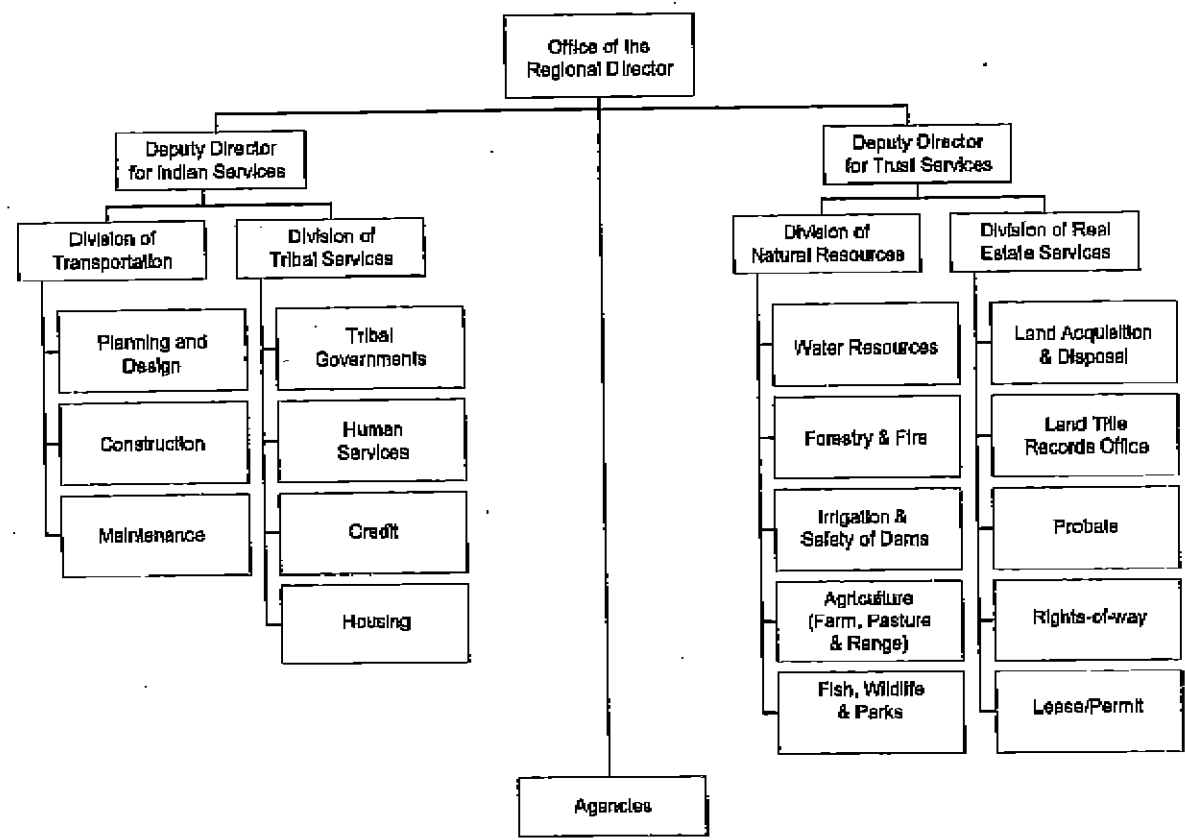 Office of the
Regional Director
Deputy Director
for Indian Services
Deputy Director
for Trust Services
Division of
Transportation
Division of
Tribal Services
Division of
Natural Resources
Division of Real
Estate Services
Planning and
Design
Construction
Maintenance
Tribal
Governments
Human
Services
Credit
Housing
Water Resources
Forestry & Fire
Irrigation &
Safety of Dams
Agriculture
(Farm, Pasture
& Range)
Fish, Wildlife
& Parks
Land Acquisition
& Disposal
Land Title
Records Office
Probate
Rights-of-way
Lease/Permit
Agencies